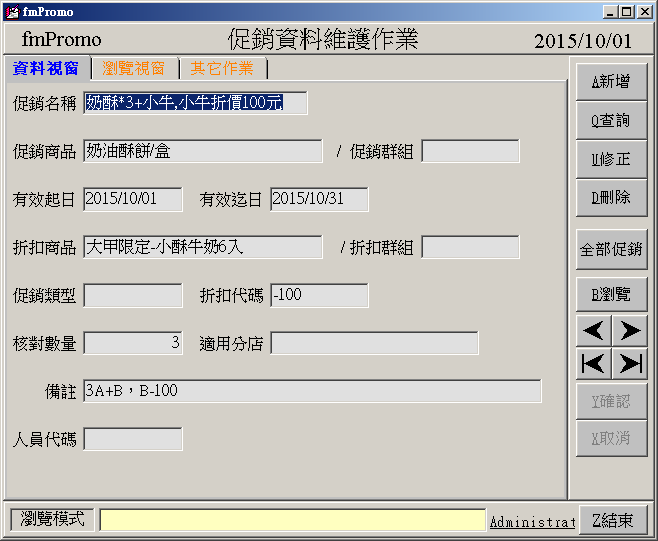 fmPromo
fmPromo 促銷資料維護作業 2015/10/01
資料視窗 瀏覽視窗 其它作業
促銷名稱 奶酥*3+小牛,小牛折價100元
促銷商品 奶油酥餅/盒 / 促銷群組
有效起日 2015/10/01 有效迄日 2015/10/31
折扣商品 大甲限定-小酥牛奶6入 / 折扣群組
促銷類型 折扣代碼 -100
核對數量 3 適用分店
備註 3A+B，B-100
人員代碼
A新增
Q查詢
U修正
D刪除
全部促銷
B瀏覽
Y確認
X取消
瀏覽模式 Administrat Z結束